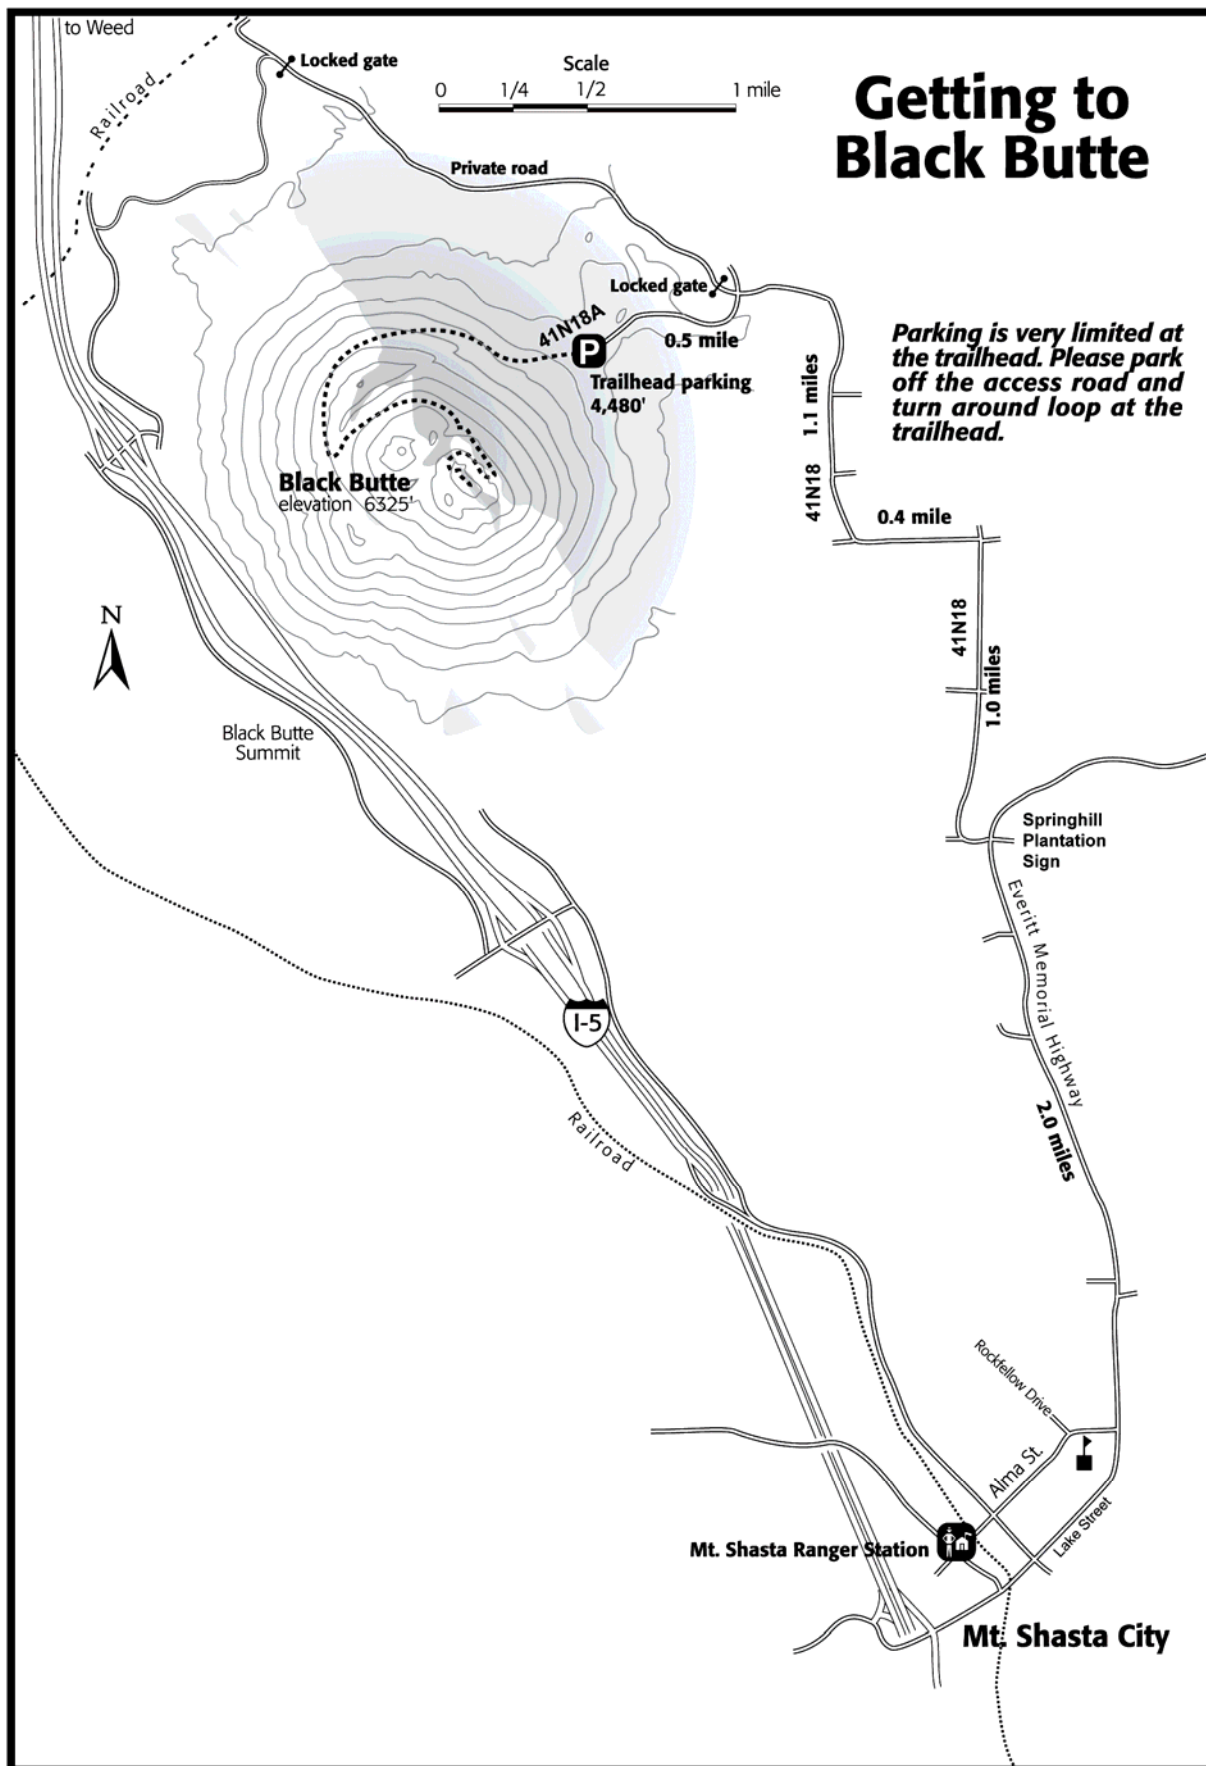 to Weed
Railroad
Locked gate
Scale
0 1/4 1/2 1 mile
Getting to
Black Butte
Private road
Locked gate
41N18A
P
0.5 mile
Trailhead parking
4,480'
Parking is very limited at
the trailhead. Please park
off the access road and
turn around loop at the
trailhead.
1.1 miles
41N18
Black Butte
elevation 6325'
0.4 mile
N
41N18
1.0 miles
Black Butte
Summit
Springhill
Plantation
Sign
Everitt Memorial Highway
I-5
Railroad
2.0 miles
Rockfellow Drive
Alma St.
Lake Street
Mt. Shasta Ranger Station
Mt. Shasta City